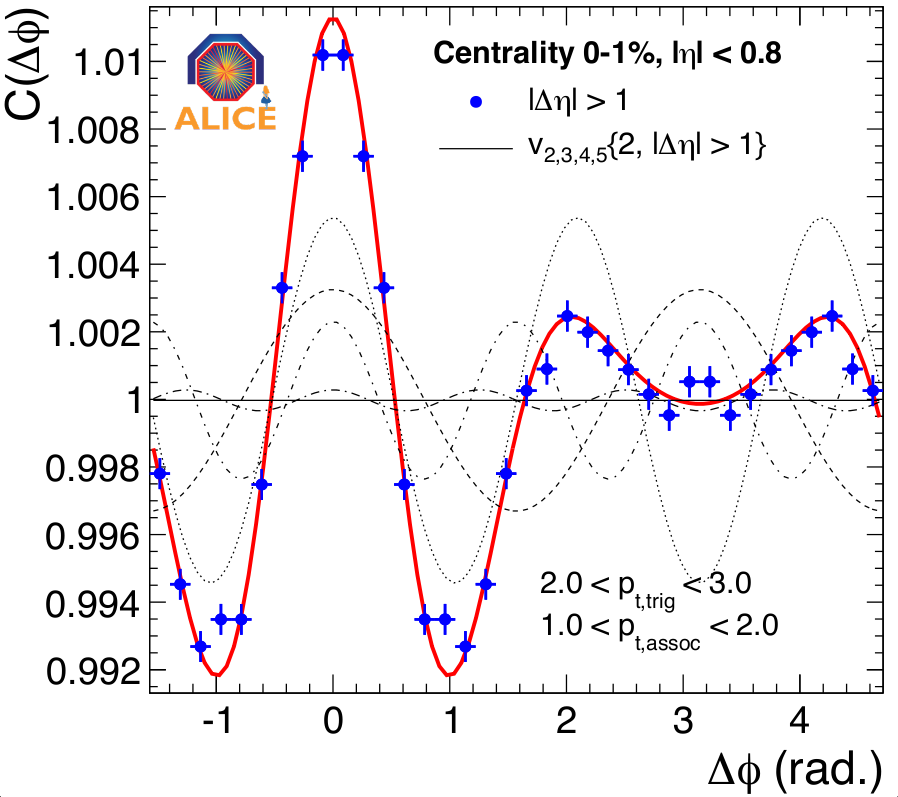 C(Δϕ)
1.01
1.008
1.006
1.004
1.002
1
0.998
0.996
0.994
0.992
ALICE
Centrality 0-1%, |η| < 0.8
|Δη| > 1
v2,3,4,5{2, |Δη| > 1}
2.0 < pt,trig < 3.0
1.0 < pt,assoc < 2.0
-1 0 1 2 3 4
Δϕ (rad.)